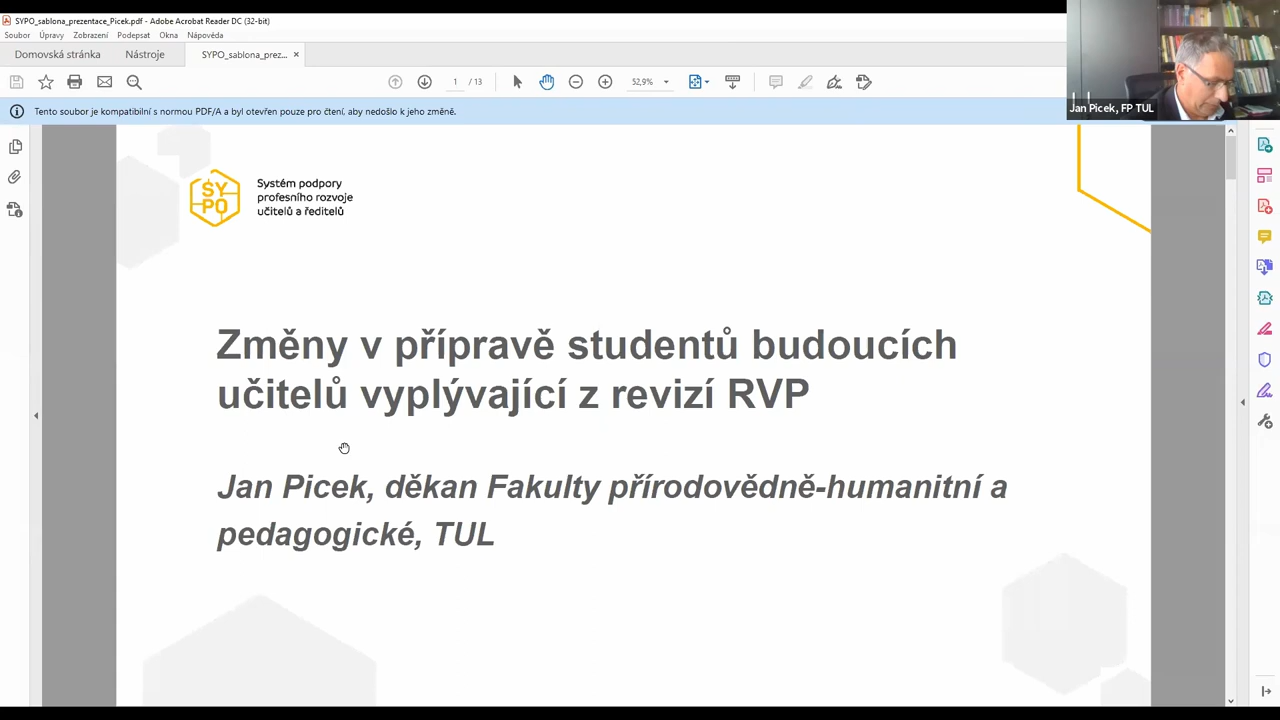 SYPO_sablona_prezentace_Picek.pdf - Adobe Acrobat Reader DC (32-bit)
Soubor Úpravy Zobrazení Podepsat Okna Nápověda
Domovská stránka Nástroje SYPO_sablona_prez... ×
1 / 13 52,9%
Tento soubor je kompatibilní s normou PDF/A a byl otevřen pouze pro čtení, aby nedošlo k jeho změně.
Jan Picek, FP TUL
SY
PO
Systém podpory
profesního rozvoje
učitelů a ředitelů
Změny v přípravě studentů budoucích
učitelů vyplývající z revizí RVP
Jan Picek, děkan Fakulty přírodovědně-humanitní a
pedagogické, TUL